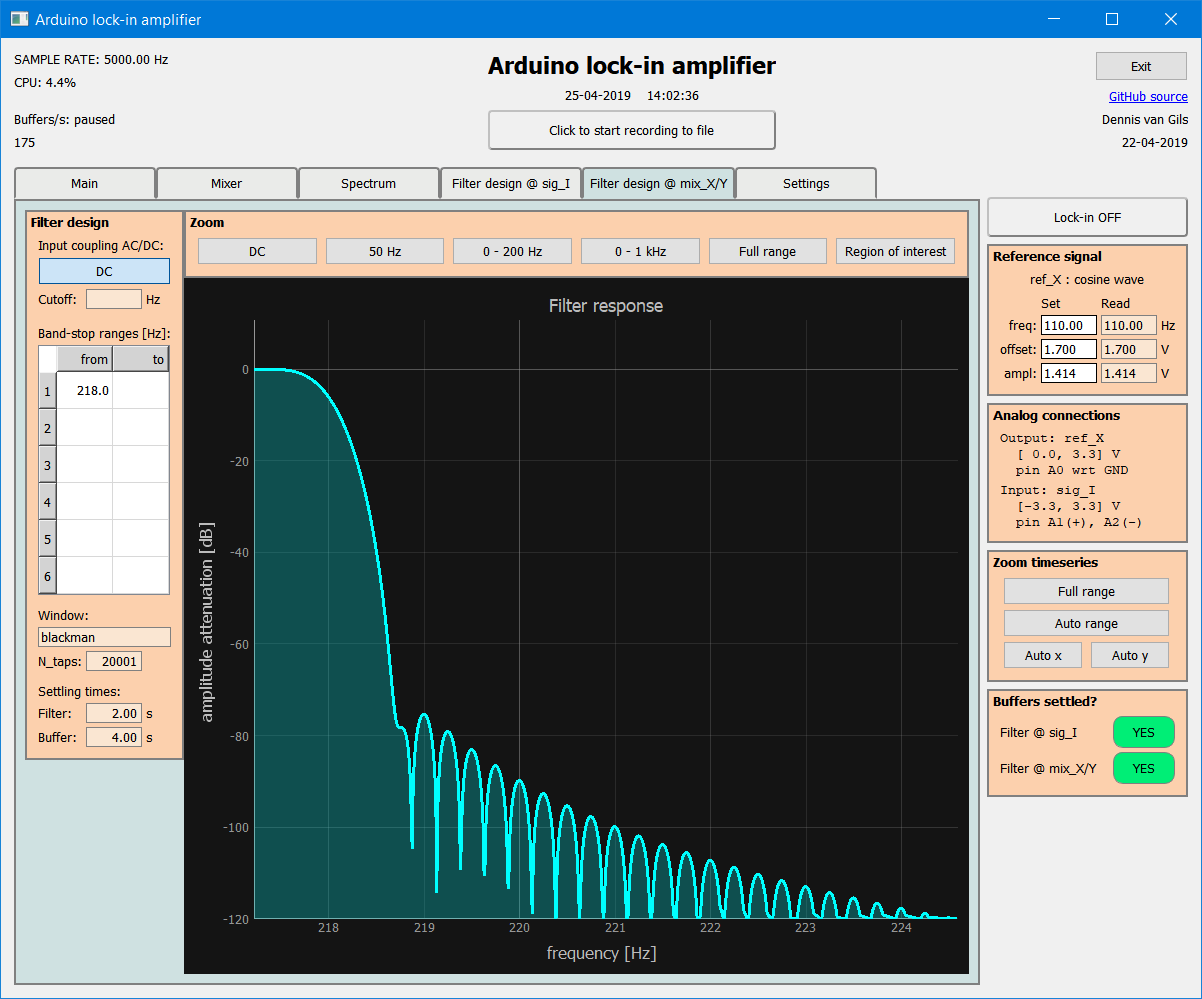 Arduino lock-in amplifier
SAMPLE RATE: 5000.00 Hz
CPU: 4.4%
Buffers/s: paused
175
Arduino lock-in amplifier
25-04-2019 14:02:36
Click to start recording to file
Exit
GitHub source
Dennis van Gils
22-04-2019
Main Mixer Spectrum Filter design @ sig_I Filter design @ mix_X/Y Settings
Filter design
Input coupling AC/DC:
DC
Cutoff: Hz
Band-stop ranges [Hz]:
from to
1 218.0
2
3
4
5
6
Window:
blackman
N_taps: 20001
Settling times:
Filter: 2.00 s
Buffer: 4.00 s
Zoom
DC 50 Hz 0 - 200 Hz 0 - 1 kHz Full range Region of interest
Filter response
amplitude attenuation [dB]
0
-20
-40
-60
-80
-100
-120
218 219 220 221 222 223 224
frequency [Hz]
Lock-in OFF
Reference signal
ref_X : cosine wave
Set Read
freq: 110.00 110.00 Hz
offset: 1.700 1.700 V
ampl: 1.414 1.414 V
Analog connections
Output: ref_X
[ 0.0, 3.3] V
pin A0 wrt GND
Input: sig_I
[-3.3, 3.3] V
pin A1(+), A2(-)
Zoom timeseries
Full range
Auto range
Auto x Auto y
Buffers settled?
Filter @ sig_I YES
Filter @ mix_X/Y YES